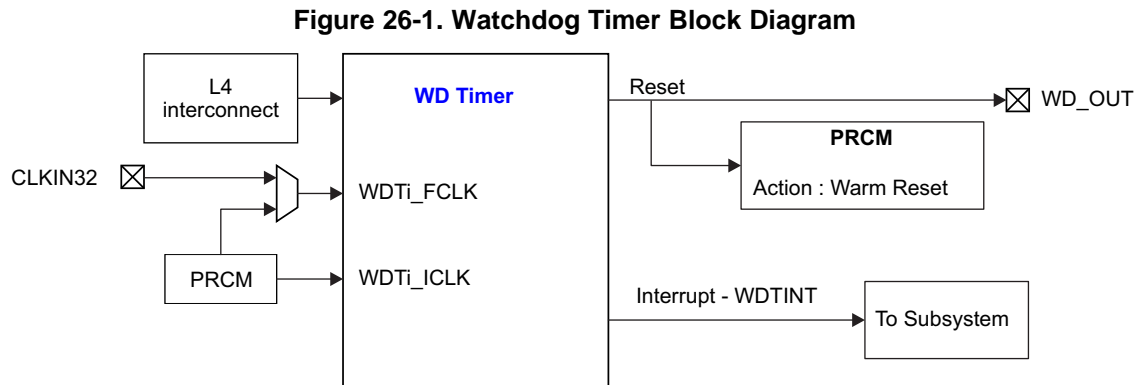 Figure 26-1. Watchdog Timer Block Diagram
L4
interconnect
WD Timer
Reset
WD_OUT
PRCM
Action : Warm Reset
CLKIN32
WDTi_FCLK
PRCM
WDTi_ICLK
Interrupt - WDTINT
To Subsystem